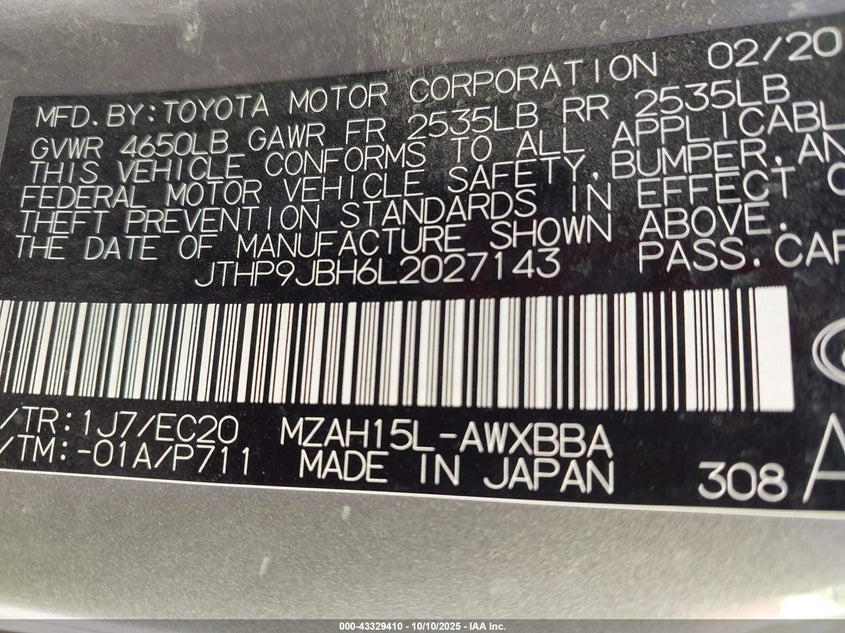 MFD. BY: TOYOTA MOTOR CORPORATION 02/20
GVWR 4650LB GAWR FR 2535LB RR 2535LB
THIS VEHICLE CONFORMS TO ALL APPLICABL
FEDERAL MOTOR VEHICLE SAFETY, BUMPER, AN
THEFT PREVENTION STANDARDS IN EFFECT O
THE DATE OF MANUFACTURE SHOWN ABOVE.
JTHP9JBH6L2027143 PASS. CAR
/TR: 1J7/EC20 MZAH15L-AWXBBA
/TM: -01A/P711 MADE IN JAPAN 308
000-43329410 - 10/10/2025 - IAA Inc.